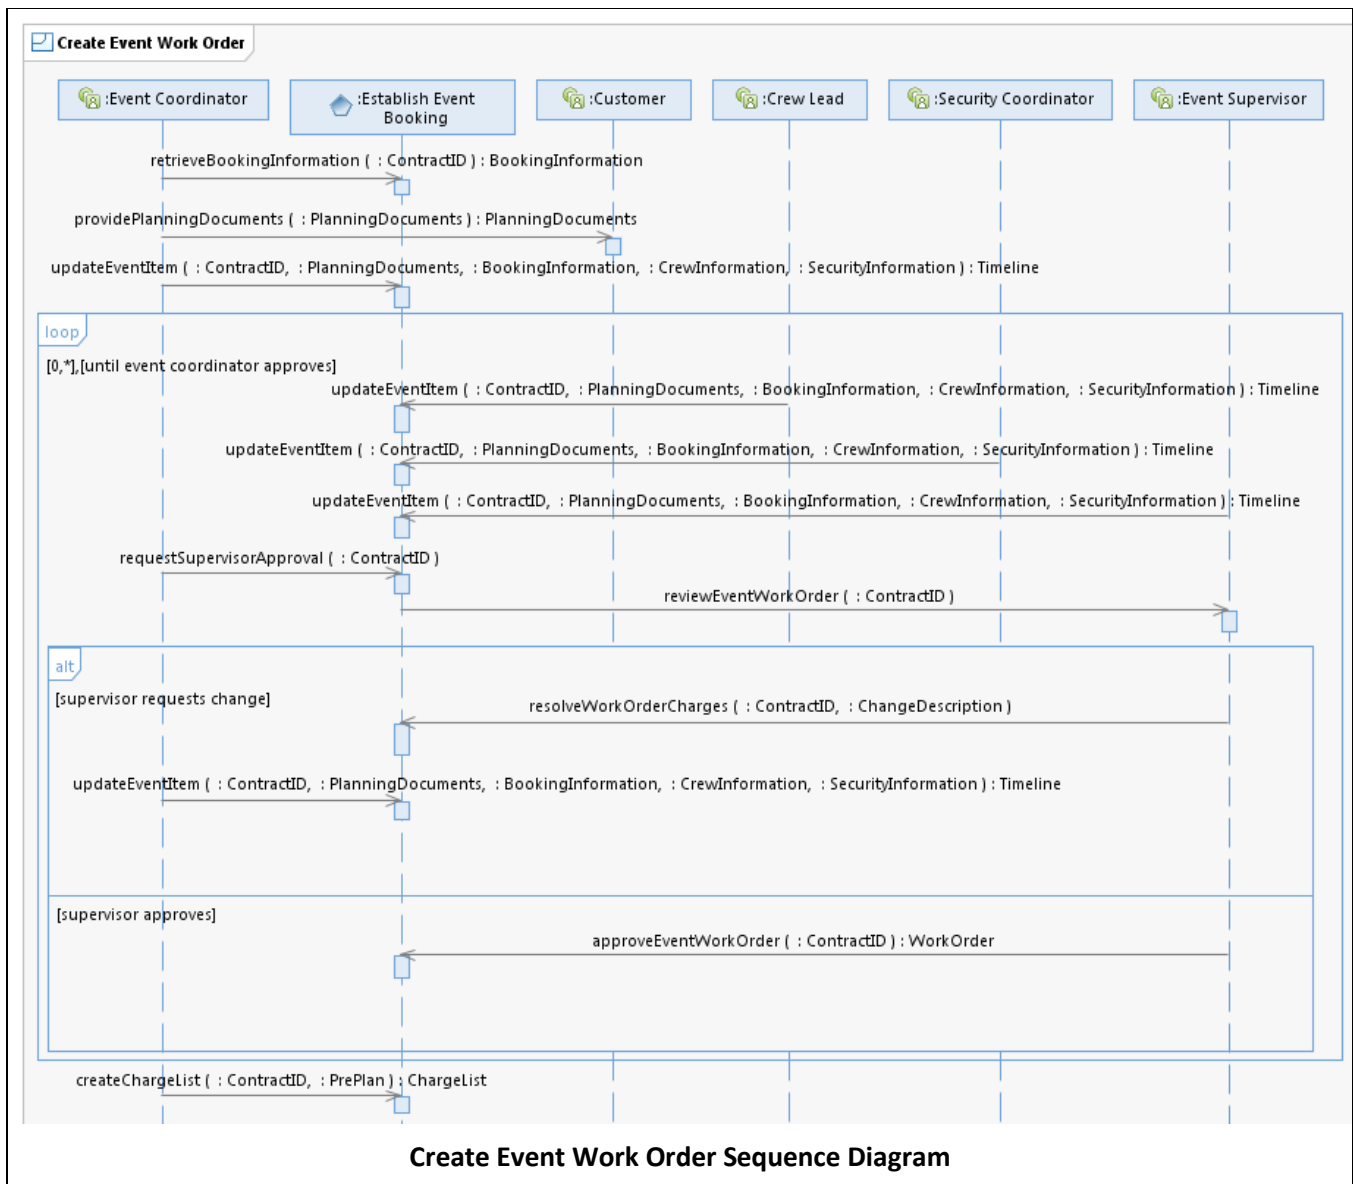 Create Event Work Order
:Event Coordinator
:Establish Event
Booking
:Customer
:Crew Lead
:Security Coordinator
:Event Supervisor
retrieveBookingInformation ( : ContractID ) : BookingInformation
providePlanningDocuments ( : PlanningDocuments ) : PlanningDocuments
updateEventItem ( : ContractID, : PlanningDocuments, : BookingInformation, : CrewInformation, : SecurityInformation ) : Timeline
loop
[0,*],[until event coordinator approves]
updateEventItem ( : ContractID, : PlanningDocuments, : BookingInformation, : CrewInformation, : SecurityInformation ) : Timeline
updateEventItem ( : ContractID, : PlanningDocuments, : BookingInformation, : CrewInformation, : SecurityInformation ) : Timeline
updateEventItem ( : ContractID, : PlanningDocuments, : BookingInformation, : CrewInformation, : SecurityInformation ) : Timeline
requestSupervisorApproval ( : ContractID )
reviewEventWorkOrder ( : ContractID )
alt
[supervisor requests change]
resolveWorkOrderCharges ( : ContractID, : ChangeDescription )
updateEventItem ( : ContractID, : PlanningDocuments, : BookingInformation, : CrewInformation, : SecurityInformation ) : Timeline
[supervisor approves]
approveEventWorkOrder ( : ContractID ) : WorkOrder
createChargeList ( : ContractID, : PrePlan ) : ChargeList
Create Event Work Order Sequence Diagram